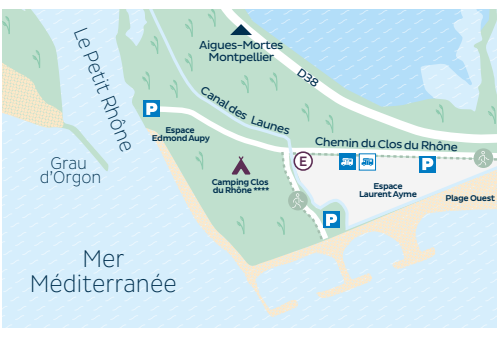 Aigues-Mortes
Montpellier
D38
Le Petit Rhône
Canal des Launes
P
Espace
Edmond Aupy
Chemin du Clos du Rhône
E
P
Grau
d'Orgon
Camping Clos
du Rhône ****
Espace
Laurent Ayme
Plage Ouest
P
Mer
Méditerranée